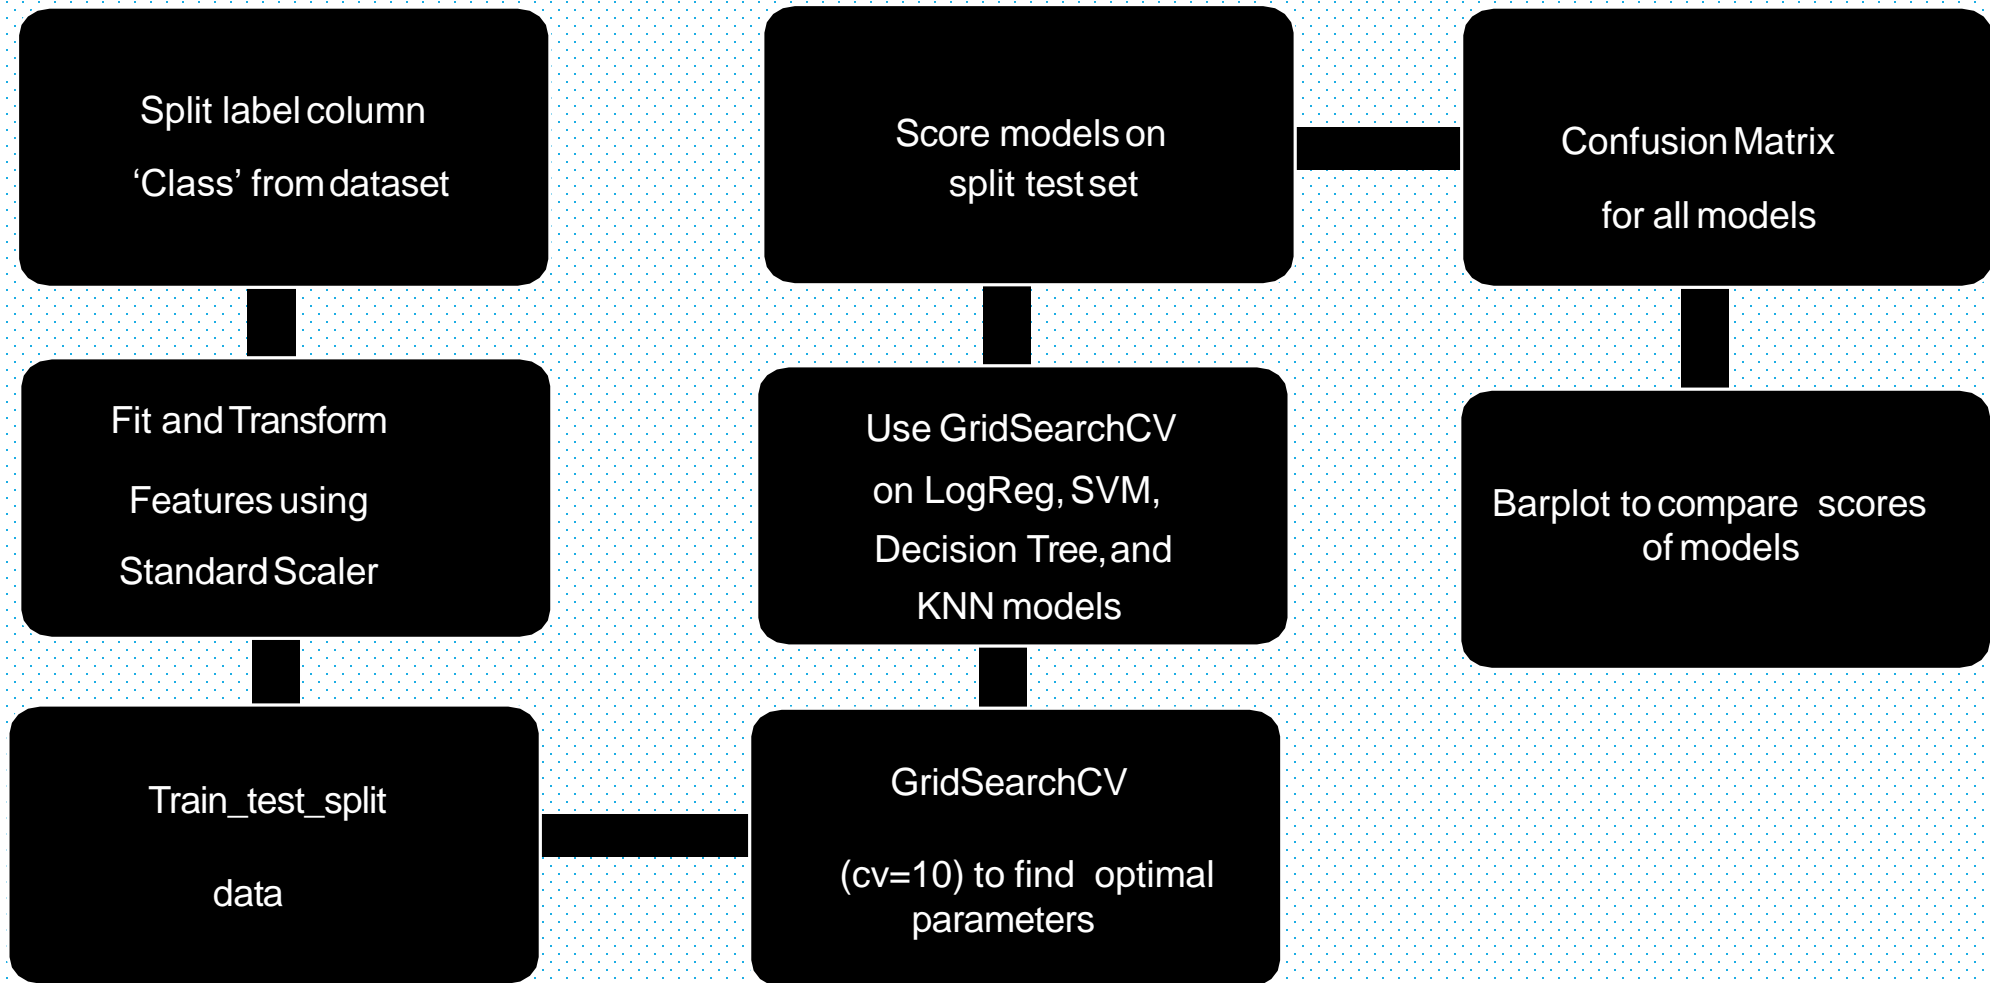 Split label column
‘Class’ from dataset
Fit and Transform
Features using
Standard Scaler
Train_test_split
data
GridSearchCV
(cv=10) to find optimal
parameters
Use GridSearchCV
on LogReg, SVM,
Decision Tree, and
KNN models
Score models on
split test set
Confusion Matrix
for all models
Barplot to compare scores
of models